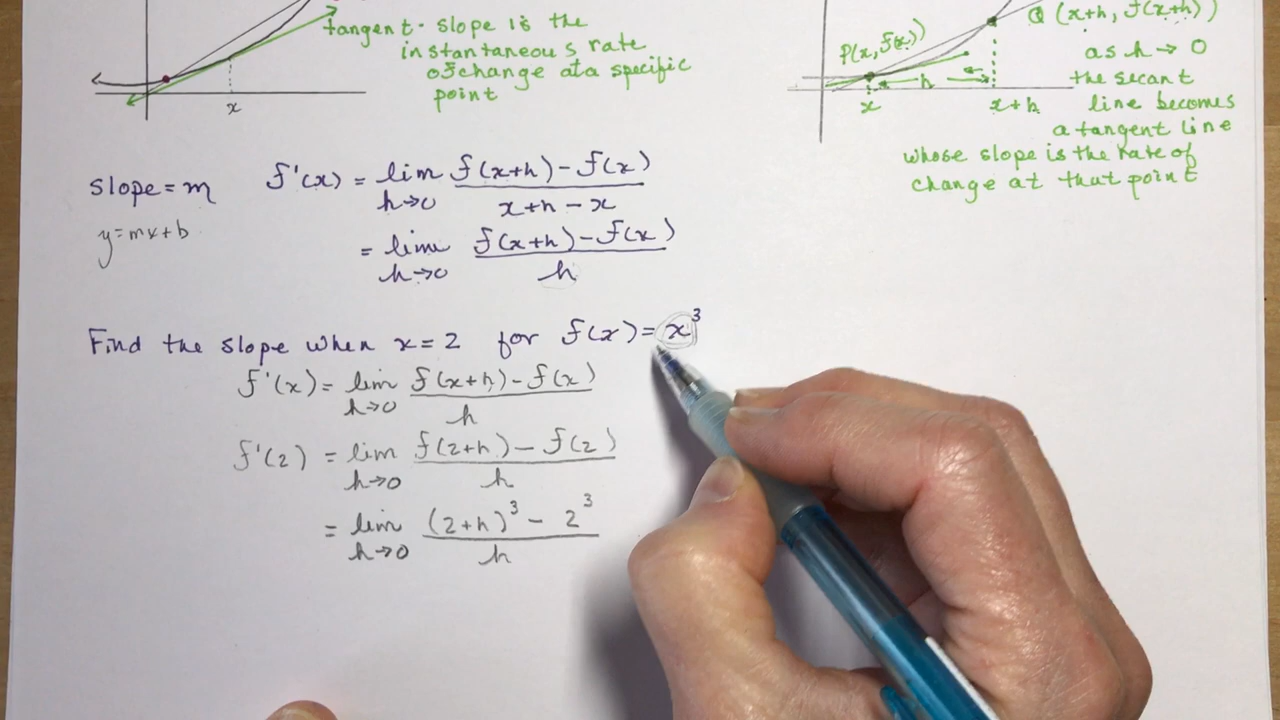 tangent - slope is the
instantaneous rate
of change at a specific
point
x
Q (x+h, f(x+h))
P(x, f(x))
h
x
x+h
as h → 0
the secant
line becomes
a tangent line
whose slope is the rate of
change at that point
slope = m
y = mx + b
f'(x) = lim h→0 f(x+h) - f(x) / x+h-x
= lim h→0 f(x+h) - f(x) / h
Find the slope when x = 2 for f(x) = x³
f'(x) = lim h→0 f(x+h) - f(x) / h
f'(2) = lim h→0 f(2+h) - f(2) / h
= lim h→0 (2+h)³ - 2³ / h